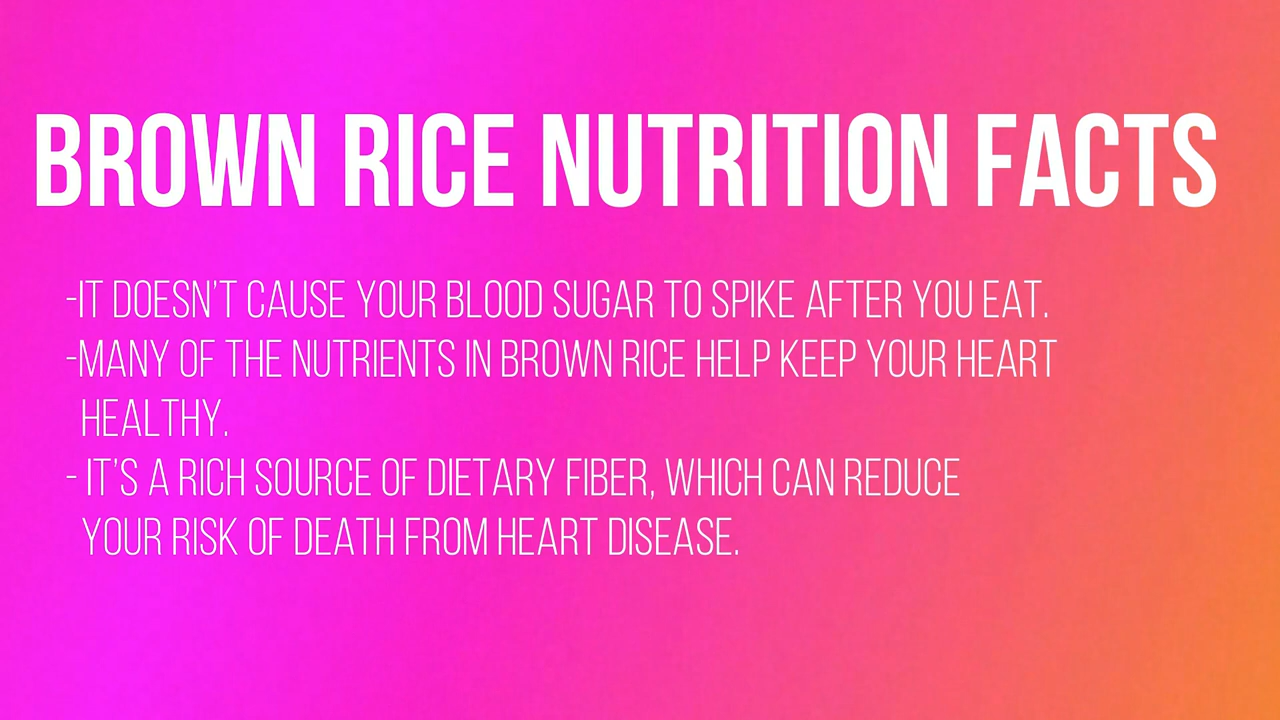 BROWN RICE NUTRITION FACTS
-IT DOESN'T CAUSE YOUR BLOOD SUGAR TO SPIKE AFTER YOU EAT.
-MANY OF THE NUTRIENTS IN BROWN RICE HELP KEEP YOUR HEART
HEALTHY.
- IT'S A RICH SOURCE OF DIETARY FIBER, WHICH CAN REDUCE
YOUR RISK OF DEATH FROM HEART DISEASE.